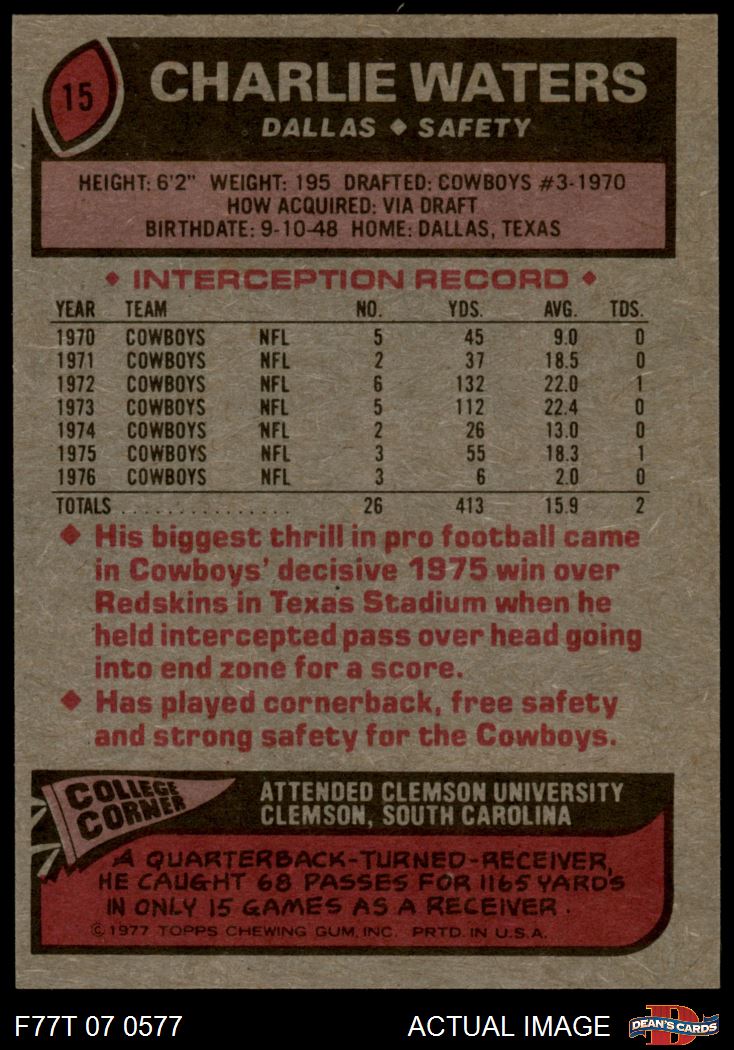 15
CHARLIE WATERS
DALLAS ◆ SAFETY
HEIGHT: 6'2" WEIGHT: 195 DRAFTED: COWBOYS #3-1970
HOW ACQUIRED: VIA DRAFT
BIRTHDATE: 9-10-48 HOME: DALLAS, TEXAS
◆ INTERCEPTION RECORD ◆
YEAR TEAM NO. YDS. AVG. TDS.
1970 COWBOYS NFL 5 45 9.0 0
1971 COWBOYS NFL 2 37 18.5 0
1972 COWBOYS NFL 6 132 22.0 1
1973 COWBOYS NFL 5 112 22.4 0
1974 COWBOYS NFL 2 26 13.0 0
1975 COWBOYS NFL 3 55 18.3 1
1976 COWBOYS NFL 3 6 2.0 0
TOTALS . . . . . . . . . . . . . . . 26 413 15.9 2
◆ His biggest thrill in pro football came
in Cowboys' decisive 1975 win over
Redskins in Texas Stadium when he
held intercepted pass over head going
into end zone for a score.
◆ Has played cornerback, free safety
and strong safety for the Cowboys.
COLLEGE
CORNER
ATTENDED CLEMSON UNIVERSITY
CLEMSON, SOUTH CAROLINA
A QUARTERBACK-TURNED-RECEIVER,
HE CAUGHT 68 PASSES FOR 1165 YARDS
IN ONLY 15 GAMES AS A RECEIVER.
© 1977 TOPPS CHEWING GUM, INC. PRTD. IN U.S.A.
F77T 07 0577 ACTUAL IMAGE
D
DEAN'S CARDS